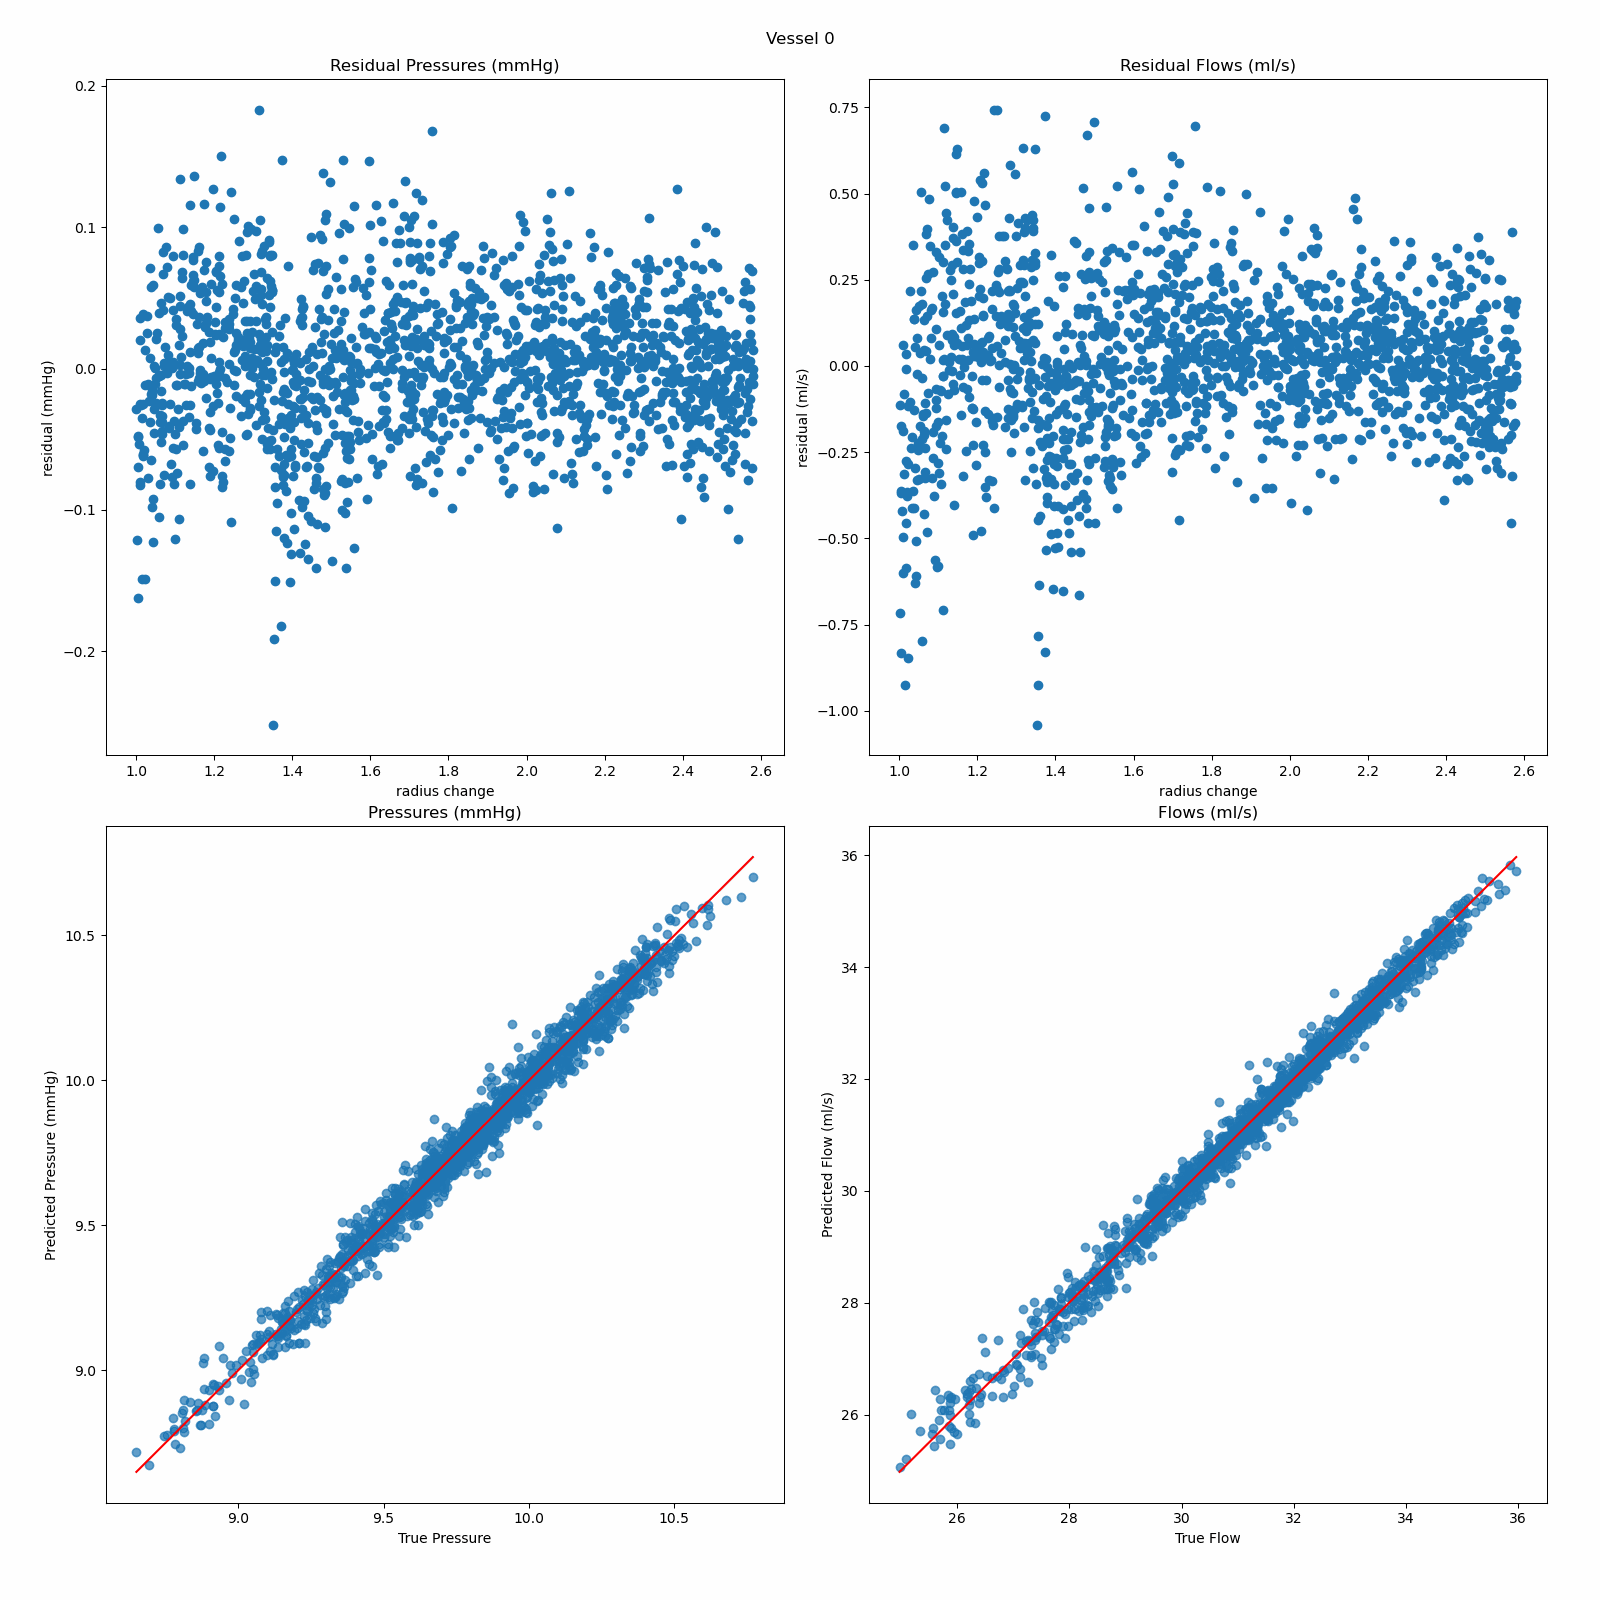 Vessel 0
Residual Pressures (mmHg)
residual (mmHg)
0.2
0.1
0.0
−0.1
−0.2
1.0 1.2 1.4 1.6 1.8 2.0 2.2 2.4 2.6
radius change
Residual Flows (ml/s)
residual (ml/s)
0.75
0.50
0.25
0.00
−0.25
−0.50
−0.75
−1.00
1.0 1.2 1.4 1.6 1.8 2.0 2.2 2.4 2.6
radius change
Pressures (mmHg)
Predicted Pressure (mmHg)
10.5
10.0
9.5
9.0
9.0 9.5 10.0 10.5
True Pressure
Flows (ml/s)
Predicted Flow (ml/s)
36
34
32
30
28
26
26 28 30 32 34 36
True Flow